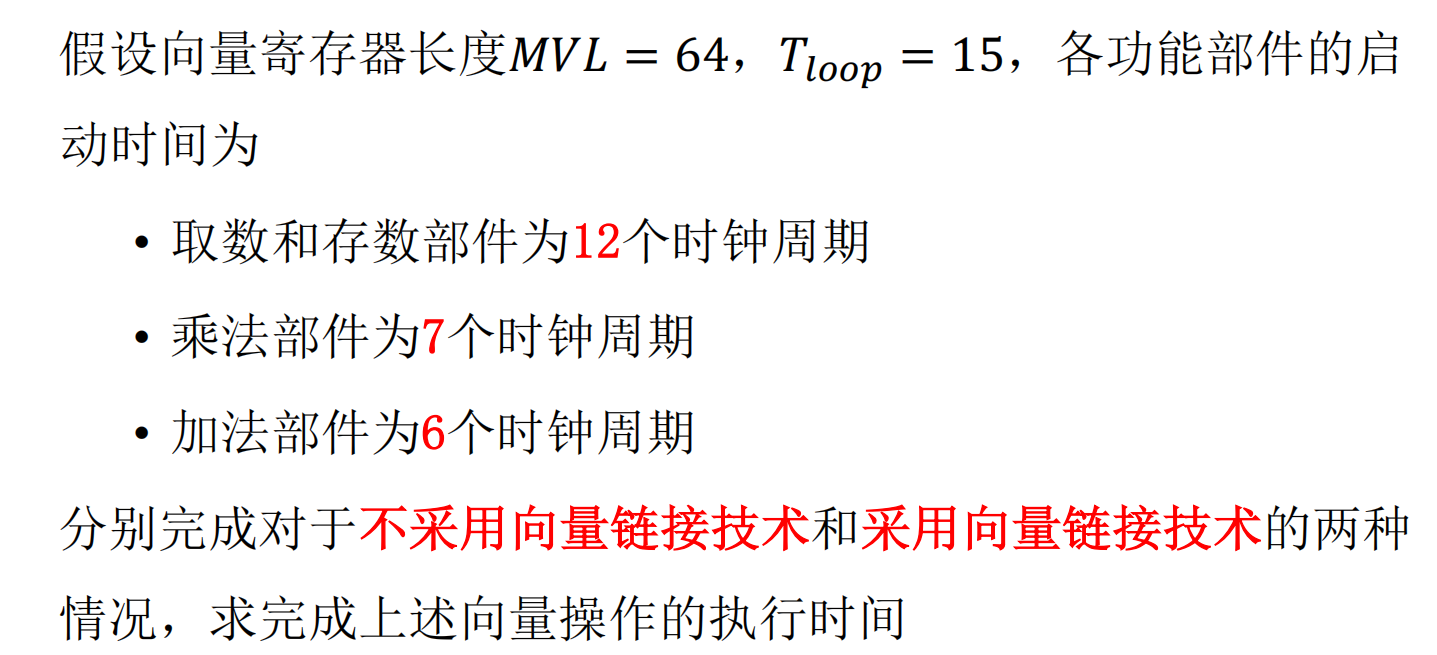 假设向量寄存器长度MVL = 64，T_loop = 15，各功能部件的启
动时间为
• 取数和存数部件为12个时钟周期
• 乘法部件为7个时钟周期
• 加法部件为6个时钟周期
分别完成对于不采用向量链接技术和采用向量链接技术的两种
情况，求完成上述向量操作的执行时间